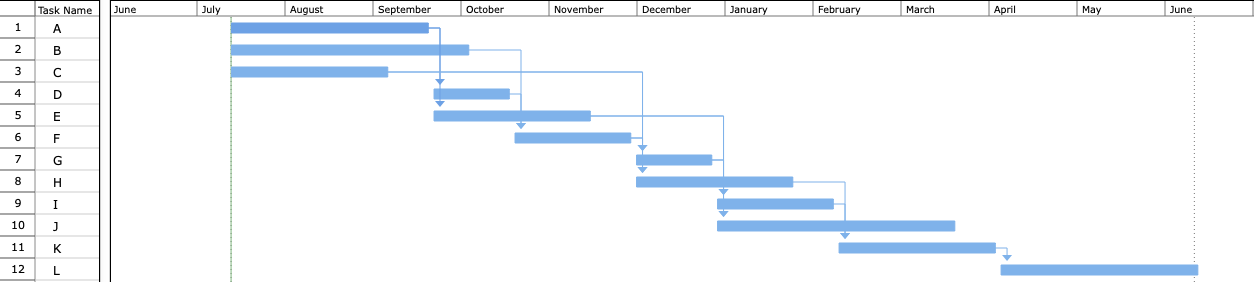 Task Name June July August September October November December January February March April May June
1 A
2 B
3 C
4 D
5 E
6 F
7 G
8 H
9 I
10 J
11 K
12 L